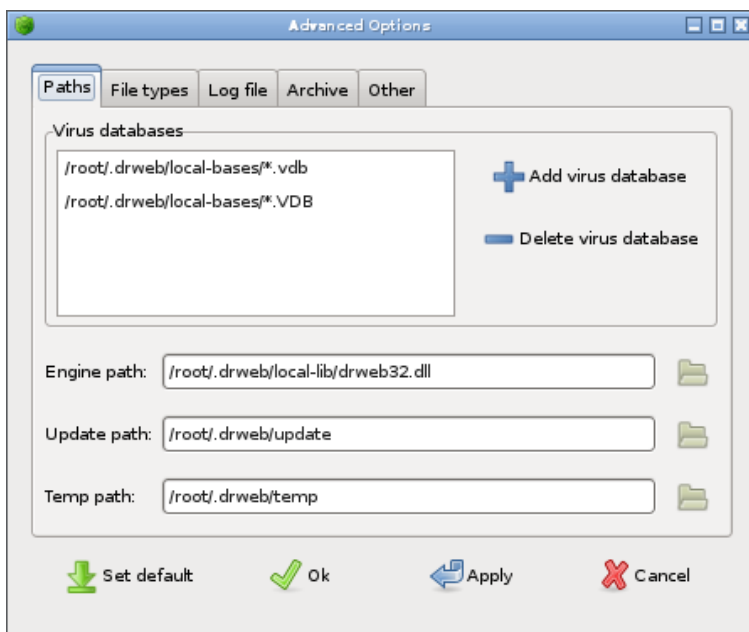 Advanced Options
Paths File types Log file Archive Other
Virus databases
/root/.drweb/local-bases/*.vdb
/root/.drweb/local-bases/*.VDB
Add virus database
Delete virus database
Engine path: /root/.drweb/local-lib/drweb32.dll
Update path: /root/.drweb/update
Temp path: /root/.drweb/temp
Set default Ok Apply Cancel